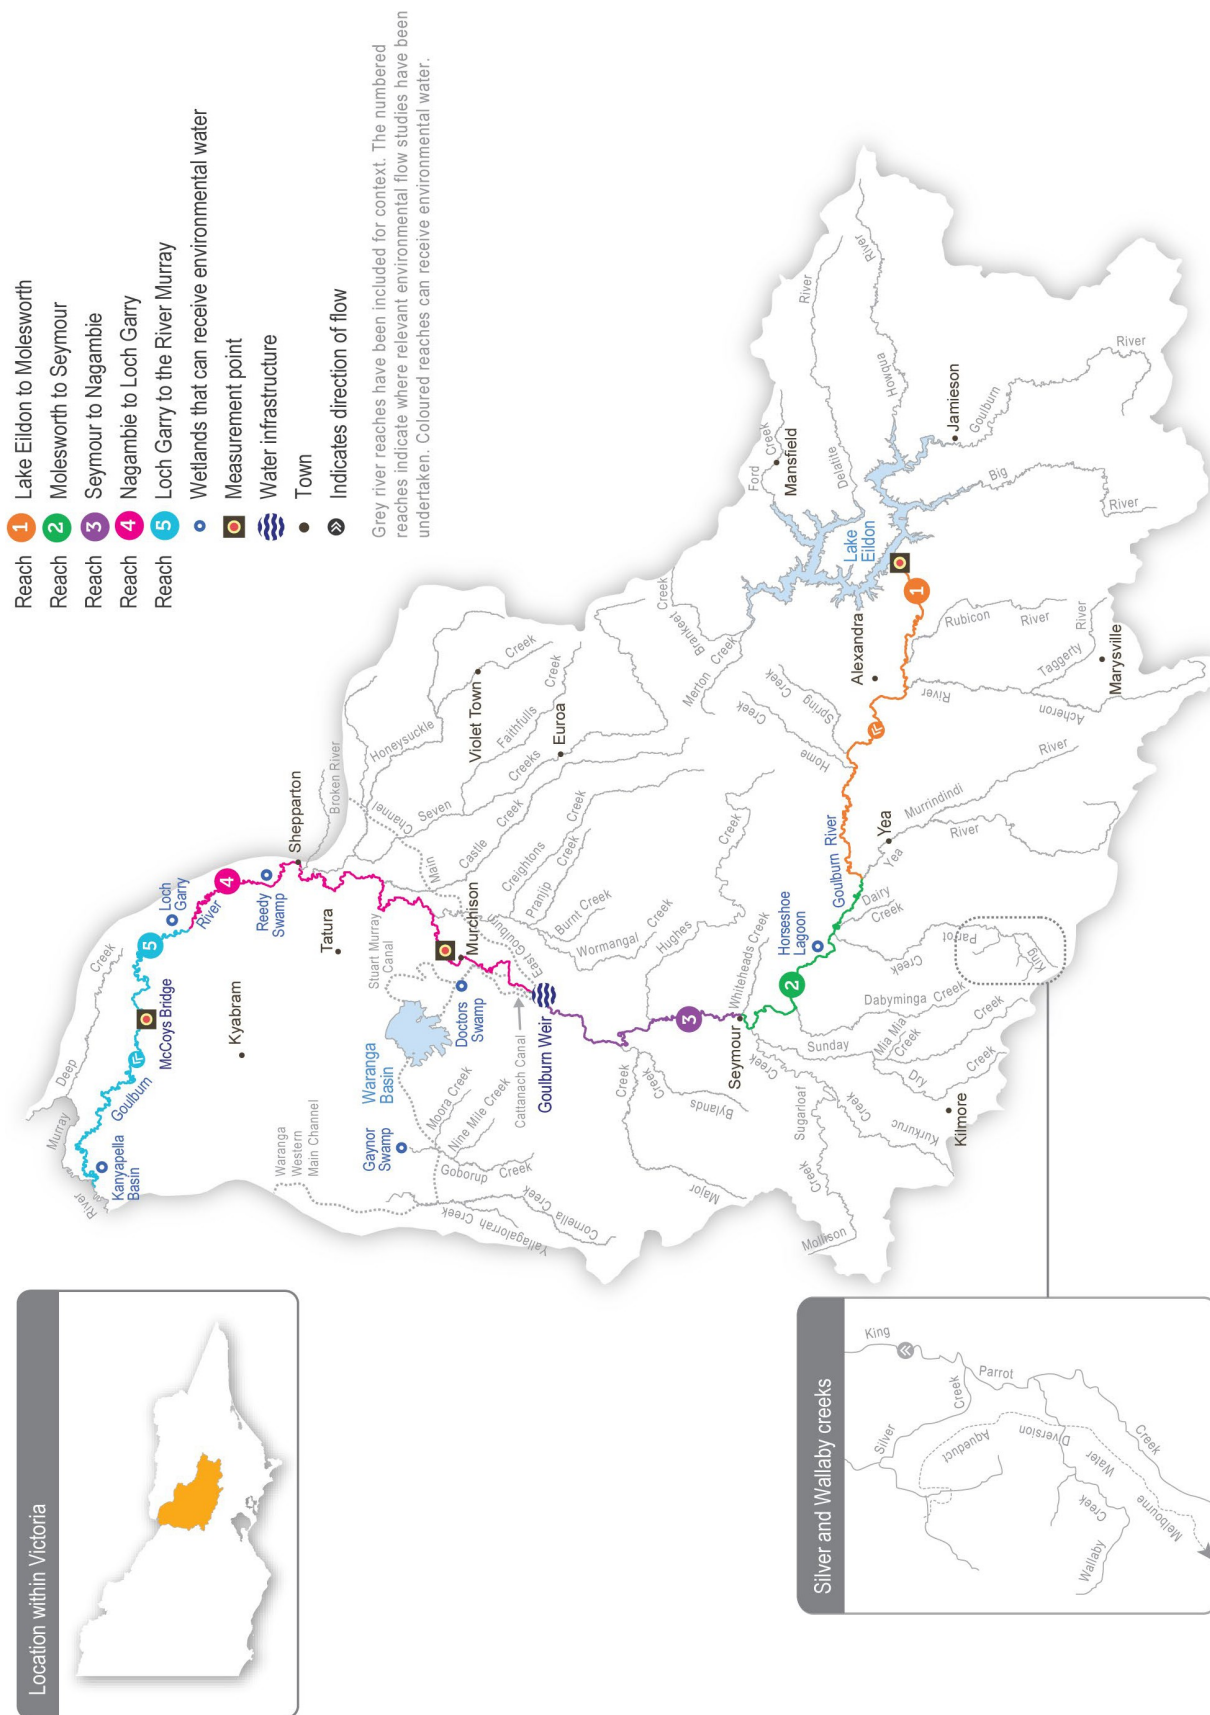 Location within Victoria
Reach 1 Lake Eildon to Molesworth
Reach 2 Molesworth to Seymour
Reach 3 Seymour to Nagambie
Reach 4 Nagambie to Loch Garry
Reach 5 Loch Garry to the River Murray
Wetlands that can receive environmental water
Measurement point
Water infrastructure
Town
Indicates direction of flow
Grey river reaches have been included for context. The numbered
reaches indicate where relevant environmental flow studies have been
undertaken. Coloured reaches can receive environmental water.
Murray
River
Deep
Creek
Kanyapella
Basin
Goulburn
McCoys Bridge
5
Loch
Garry
River
4
Reedy
Swamp
Shepparton
Broken River
Kyabram
Tatura
Waranga
Western
Main Channel
Waranga
Basin
Stuart Murray
Canal
Gaynor
Swamp
Moora Creek
Nine Mile Creek
Gobogup
Creek
Cornella Creek
Yallagalorrah Creek
Doctors
Swamp
Murchison
Cattanach Canal
Goulburn Weir
East Goulburn
Main
Channel
Honeysuckle
Creek
Violet Town
Seven
Creeks
Faithfulls
Creek
Euroa
Castle
Creek
Creightons
Creek
Pranjip
Creek
Burnt Creek
Wormangal
Creek
Hughes
Creek
3
Major
Creek
Bylands
Creek
Seymour
Whiteheads Creek
Mollison
Creek
Sugarloaf
Creek
Kurkuruc
Creek
Kilmore
Dry
Creek
Mia Mia
Creek
Sunday
Dabyminga Creek
2
Horseshoe
Lagoon
Goulburn River
Dairy
Creek
Parrot
Creek
King
Yea
Yea
River
Murrindindi
River
Home
Creek
Spring
Creek
Alexandra
Merton
Creek
Brankeet
Creek
Acheron
River
Taggerty
River
Marysville
Rubicon
River
1
Lake
Eildon
Ford
Creek
Mansfield
Delatite
River
Howqua
River
Jamieson
Goulburn
River
Big
River
Silver and Wallaby creeks
King
Parrot
Creek
Silver
Creek
Wallaby
Creek
Aqueduct
Diversion
Water
Melbourne